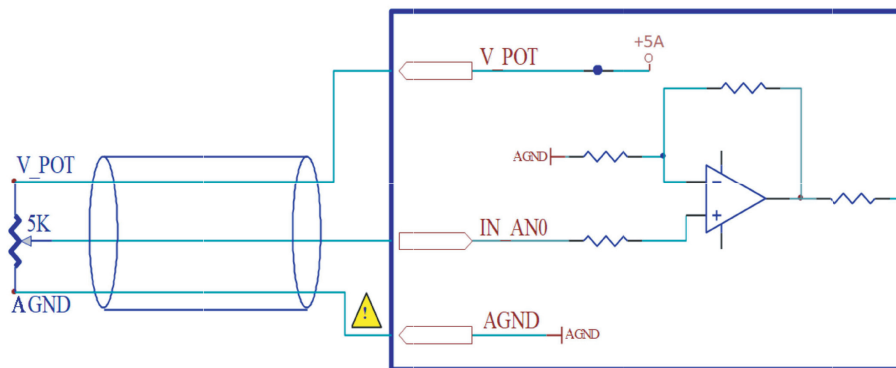 +5A
V_POT
AGND
V_POT
5K
IN_AN0
AGND
AGND
AGND